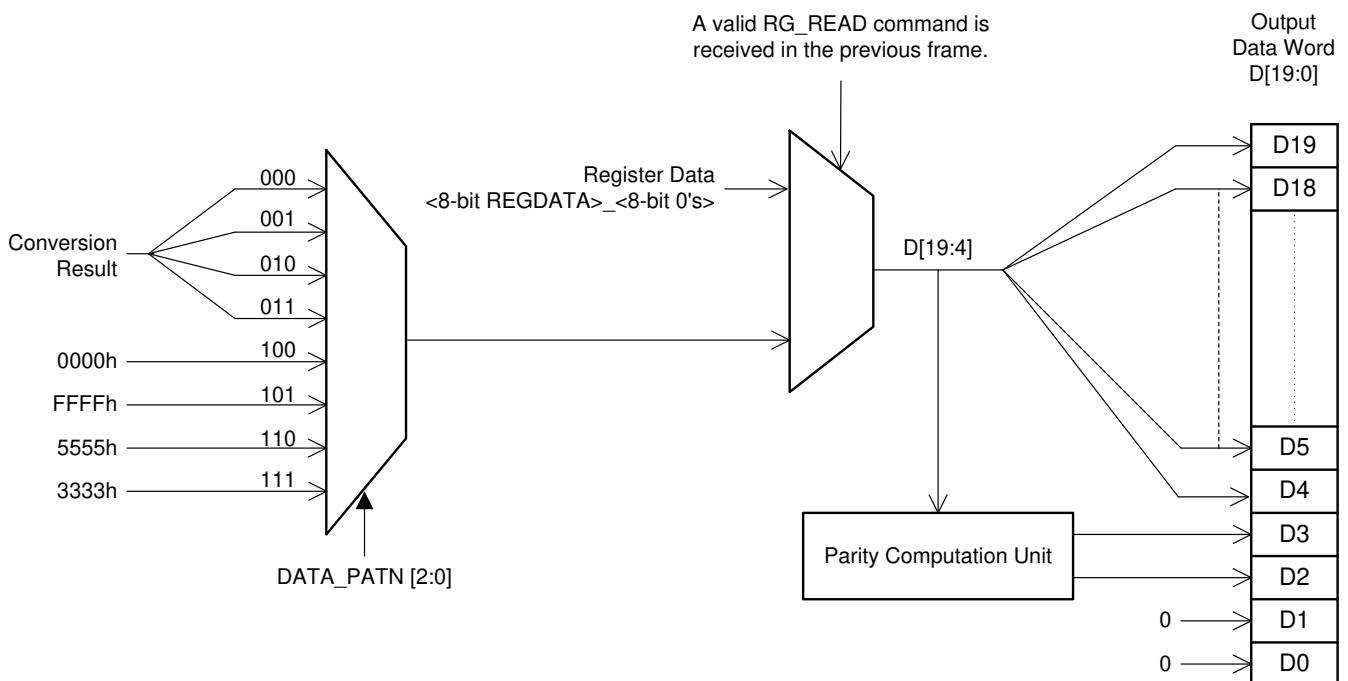 A valid RG_READ command is
received in the previous frame.
Output
Data Word
D[19:0]
Conversion
Result
000
001
010
011
0000h
100
FFFFh
101
5555h
110
3333h
111
DATA_PATN [2:0]
Register Data
<8-bit REGDATA>_<8-bit 0's>
D[19:4]
Parity Computation Unit
D19
D18
D5
D4
D3
D2
0
D1
0
D0